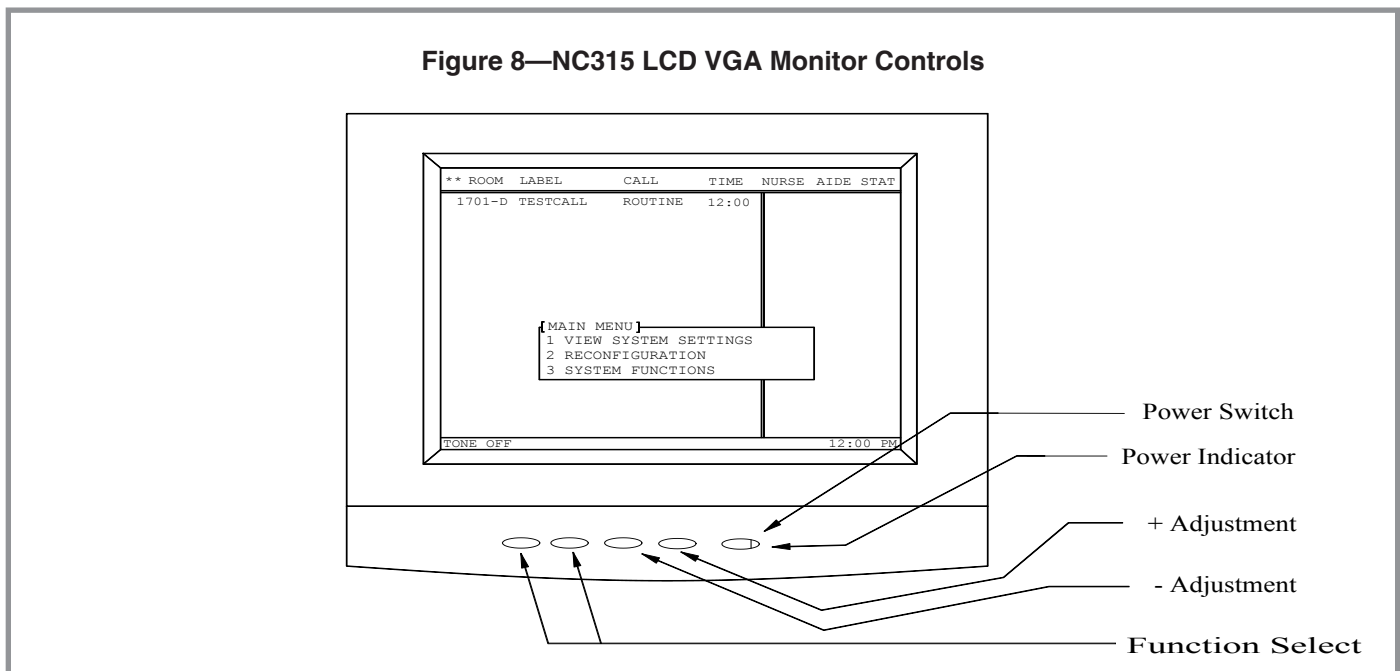 Figure 8—NC315 LCD VGA Monitor Controls
** ROOM LABEL CALL TIME NURSE AIDE STAT
1701-D TESTCALL ROUTINE 12:00
[MAIN MENU]
1 VIEW SYSTEM SETTINGS
2 RECONFIGURATION
3 SYSTEM FUNCTIONS
TONE OFF 12:00 PM
Power Switch
Power Indicator
+ Adjustment
- Adjustment
Function Select